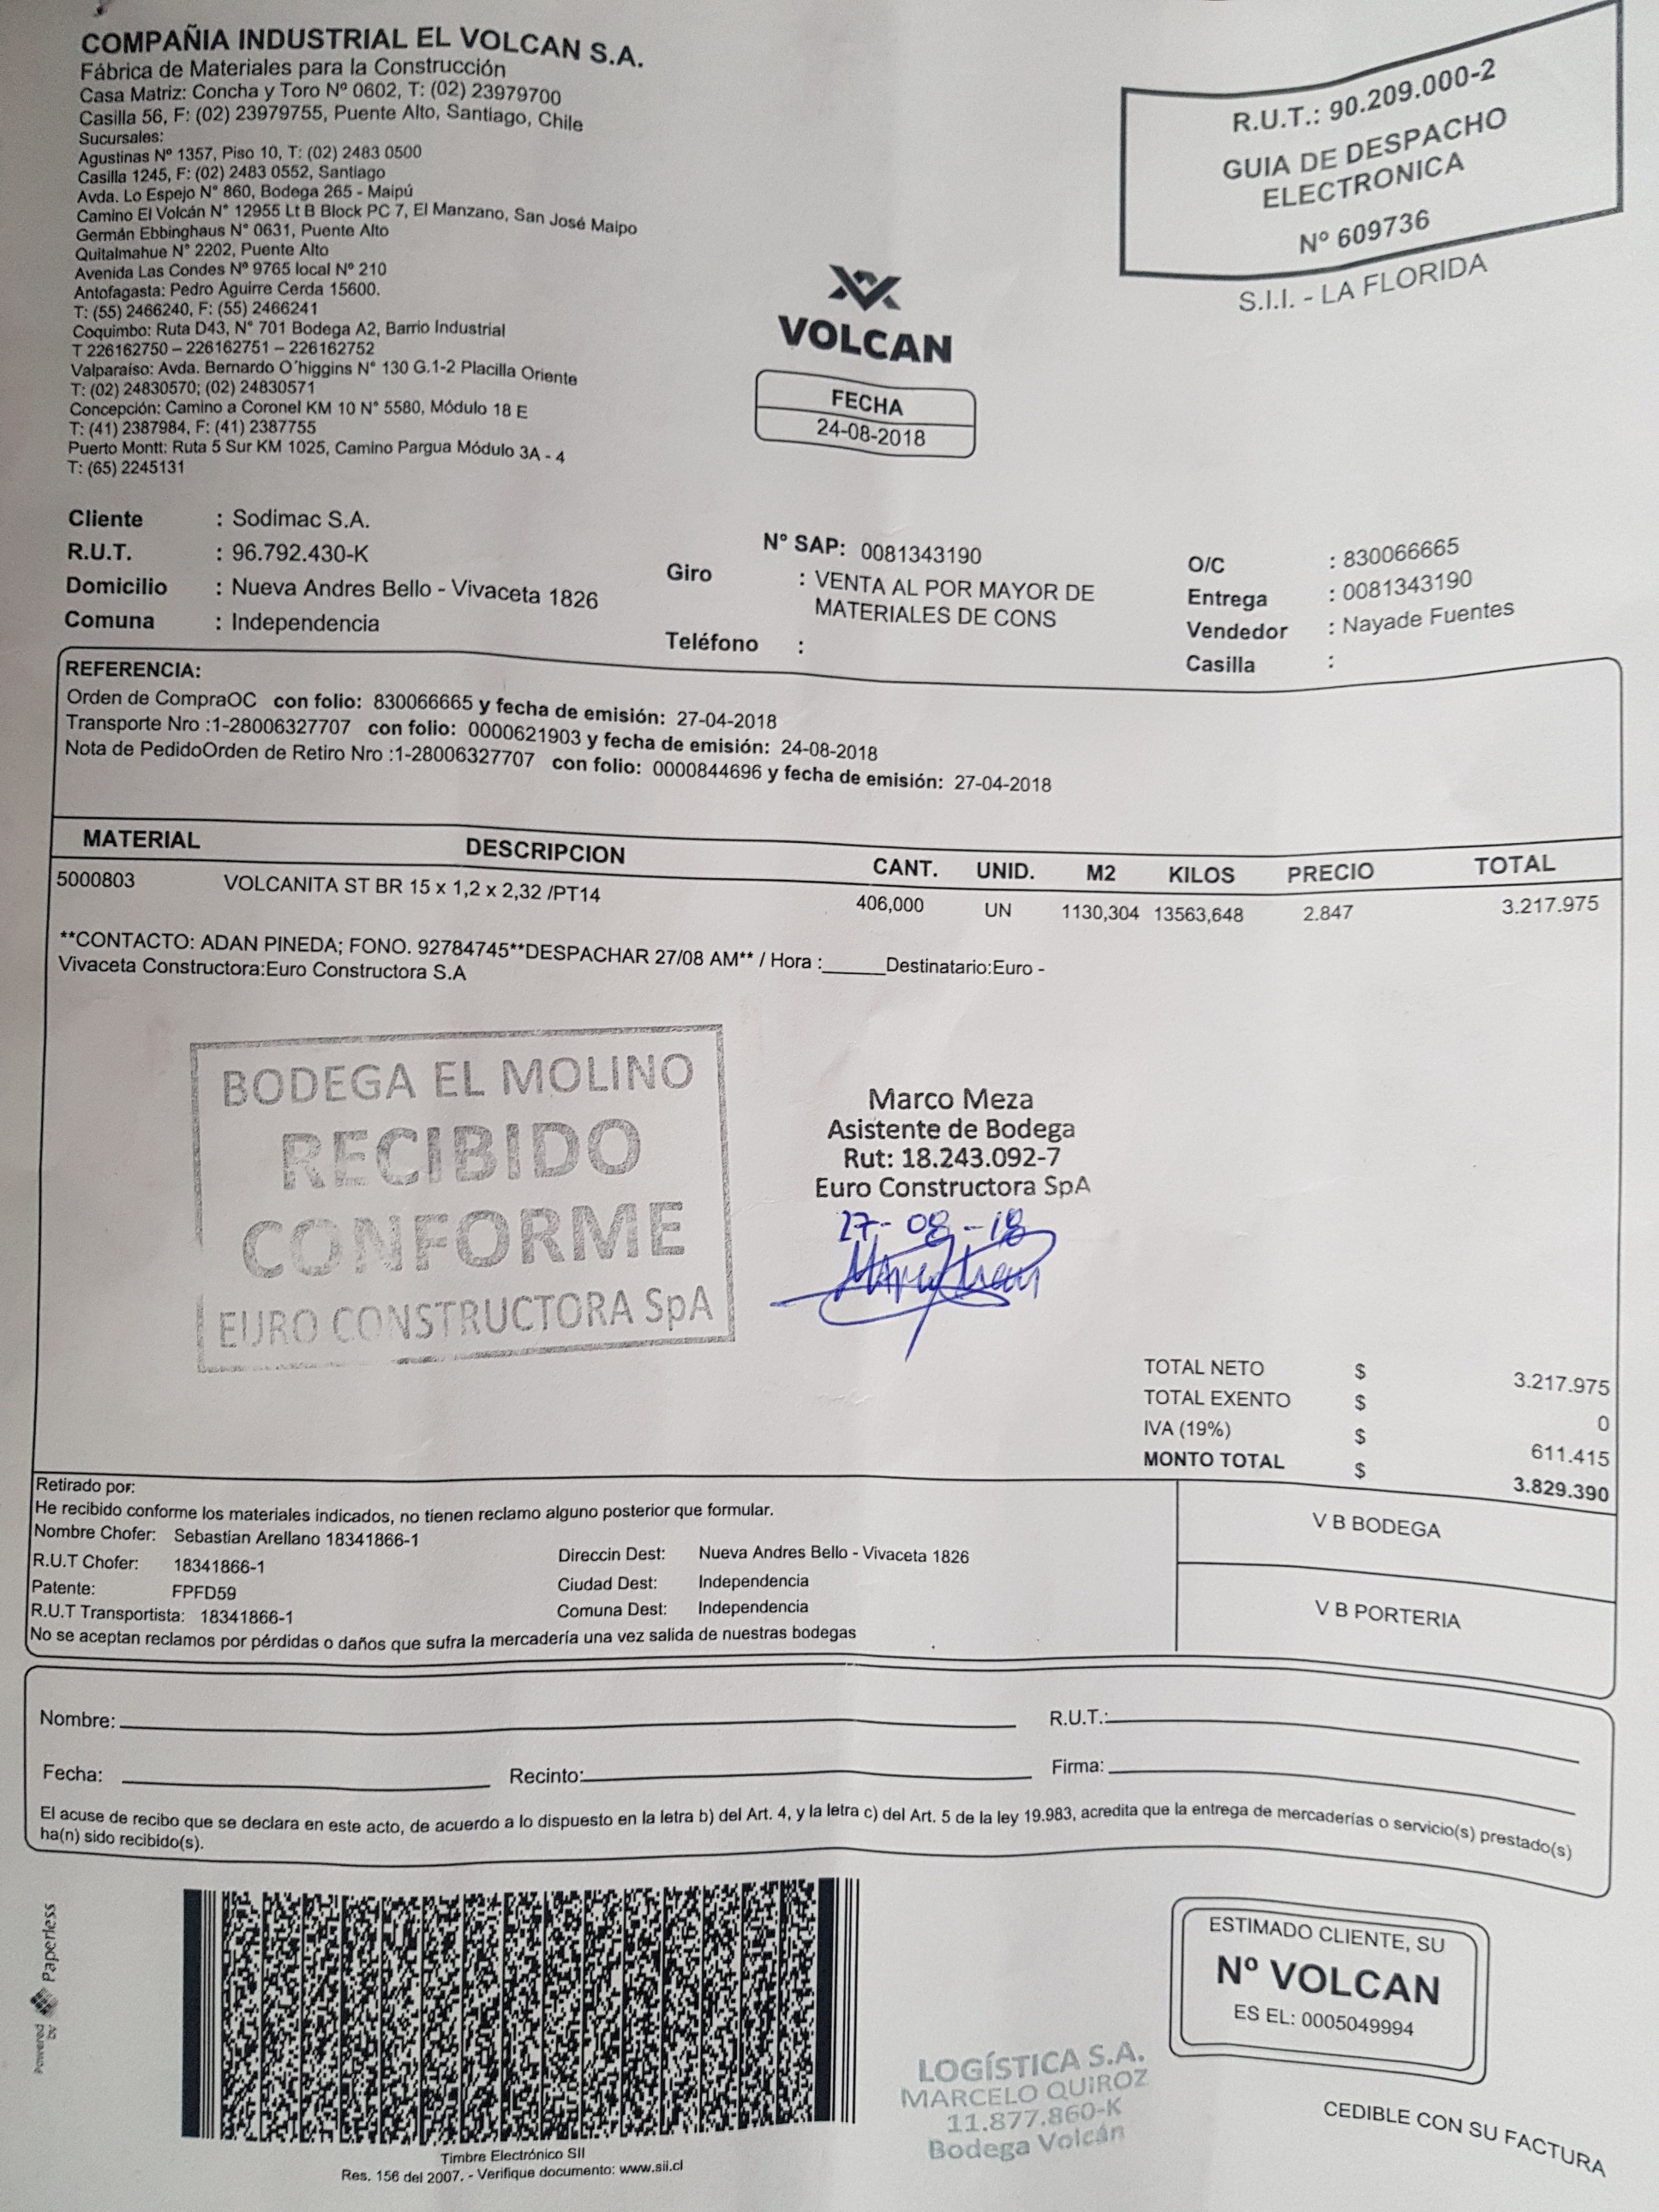 COMPAÑIA INDUSTRIAL EL VOLCAN S.A.
Fábrica de Materiales para la Construcción
Casa Matriz: Concha y Toro Nº 0602, T: (02) 23979700
Casilla 56, F: (02) 23979755, Puente Alto, Santiago, Chile
Sucursales:
Agustinas Nº 1357, Piso 10, T: (02) 2483 0500
Casilla 1245, F: (02) 2483 0552, Santiago
Avda. Lo Espejo N° 860, Bodega 265 - Maipú
Camino El Volcán N° 12955 Lt B Block PC 7, El Manzano, San José Maipo
Germán Ebbinghaus N° 0631, Puente Alto
Quitalmahue N° 2202, Puente Alto
Avenida Las Condes Nº 9765 local Nº 210
Antofagasta: Pedro Aguirre Cerda 15600.
T: (55) 2466240, F: (55) 2466241
Coquimbo: Ruta D43, N° 701 Bodega A2, Barrio Industrial
T 226162750 – 226162751 – 226162752
Valparaíso: Avda. Bernardo O´higgins N° 130 G.1-2 Placilla Oriente
T: (02) 24830570; (02) 24830571
Concepción: Camino a Coronel KM 10 N° 5580, Módulo 18 E
T: (41) 2387984, F: (41) 2387755
Puerto Montt: Ruta 5 Sur KM 1025, Camino Pargua Módulo 3A - 4
T: (65) 2245131
R.U.T.: 90.209.000-2
GUIA DE DESPACHO
ELECTRONICA
Nº 609736
S.I.I. - LA FLORIDA
VOLCAN
FECHA
24-08-2018
Cliente : Sodimac S.A.
R.U.T. : 96.792.430-K
Domicilio : Nueva Andres Bello - Vivaceta 1826
Comuna : Independencia
N° SAP: 0081343190
Giro : VENTA AL POR MAYOR DE
MATERIALES DE CONS
Teléfono :
O/C : 830066665
Entrega : 0081343190
Vendedor : Nayade Fuentes
Casilla :
REFERENCIA:
Orden de CompraOC con folio: 830066665 y fecha de emisión: 27-04-2018
Transporte Nro :1-28006327707 con folio: 0000621903 y fecha de emisión: 24-08-2018
Nota de PedidoOrden de Retiro Nro :1-28006327707 con folio: 0000844696 y fecha de emisión: 27-04-2018
MATERIAL DESCRIPCION CANT. UNID. M2 KILOS PRECIO TOTAL
5000803 VOLCANITA ST BR 15 x 1,2 x 2,32 /PT14 406,000 UN 1130,304 13563,648 2.847 3.217.975
**CONTACTO: ADAN PINEDA; FONO. 92784745**DESPACHAR 27/08 AM** / Hora :______Destinatario:Euro -
Vivaceta Constructora:Euro Constructora S.A
BODEGA EL MOLINO
RECIBIDO
CONFORME
EURO CONSTRUCTORA SpA
Marco Meza
Asistente de Bodega
Rut: 18.243.092-7
Euro Constructora SpA
27-08-18
TOTAL NETO $ 3.217.975
TOTAL EXENTO $ 0
IVA (19%) $ 611.415
MONTO TOTAL $ 3.829.390
Retirado por:
He recibido conforme los materiales indicados, no tienen reclamo alguno posterior que formular.
Nombre Chofer: Sebastian Arellano 18341866-1
R.U.T Chofer: 18341866-1
Patente: FPFD59
R.U.T Transportista: 18341866-1
Direccin Dest: Nueva Andres Bello - Vivaceta 1826
Ciudad Dest: Independencia
Comuna Dest: Independencia
No se aceptan reclamos por pérdidas o daños que sufra la mercadería una vez salida de nuestras bodegas
V B BODEGA
V B PORTERIA
Nombre: R.U.T.:
Fecha: Recinto: Firma:
El acuse de recibo que se declara en este acto, de acuerdo a lo dispuesto en la letra b) del Art. 4, y la letra c) del Art. 5 de la ley 19.983, acredita que la entrega de mercaderías o servicio(s) prestado(s)
ha(n) sido recibido(s).
Powered by Paperless
Timbre Electrónico SII
Res. 156 del 2007. - Verifique documento: www.sii.cl
ESTIMADO CLIENTE, SU
Nº VOLCAN
ES EL: 0005049994
LOGÍSTICA S.A.
MARCELO QUIROZ
11.877.860-K
Bodega Volcán
CEDIBLE CON SU FACTURA